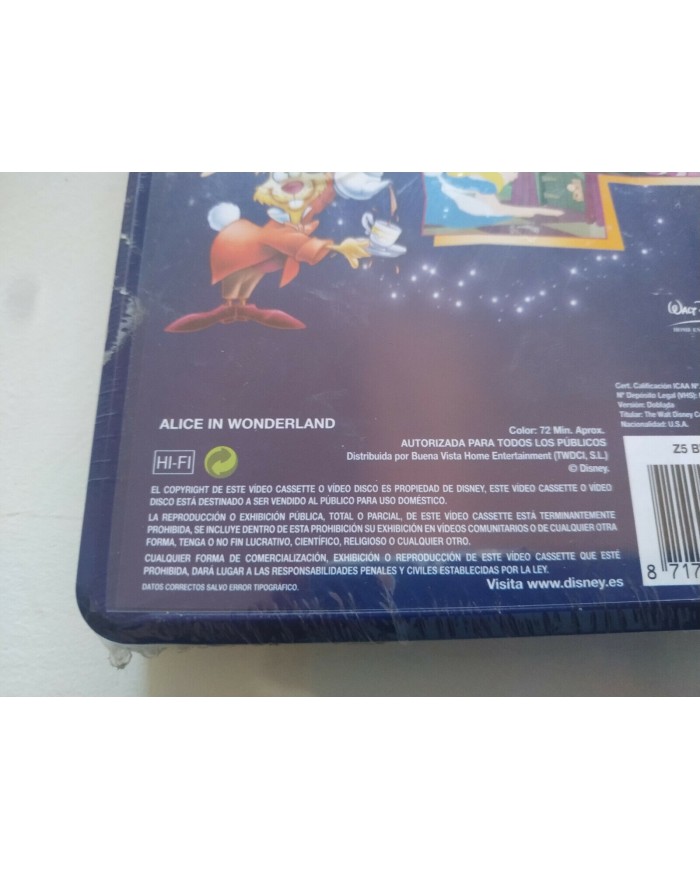 WALT
Cert. Calificación ICAA Nº
Nº Depósito Legal (VHS):
Versión: Doblada
Titular: The Walt Disney
Nacionalidad: U.S.A.
ALICE IN WONDERLAND
Color: 72 Min. Aprox.
AUTORIZADA PARA TODOS LOS PÚBLICOS
Distribuida por Buena Vista Home Entertainment (TWDCI, S.L.)
© Disney.
HI-FI
EL COPYRIGHT DE ESTE VÍDEO CASSETTE O VÍDEO DISCO ES PROPIEDAD DE DISNEY, ESTE VÍDEO CASSETTE O VÍDEO
DISCO ESTÁ DESTINADO A SER VENDIDO AL PÚBLICO PARA USO DOMÉSTICO.
LA REPRODUCCIÓN O EXHIBICIÓN PÚBLICA, TOTAL O PARCIAL, DE ESTE VÍDEO CASSETTE ESTÁ TERMINANTEMENTE
PROHIBIDA, SE INCLUYE DENTRO DE ESTA PROHIBICIÓN SU EXHIBICIÓN EN VÍDEOS COMUNITARIOS O DE CUALQUIER OTRA
FORMA, TENGA O NO FIN LUCRATIVO, CIENTÍFICO, RELIGIOSO O CUALQUIER OTRO.
CUALQUIER FORMA DE COMERCIALIZACIÓN, EXHIBICIÓN O REPRODUCCIÓN DE ESTE VÍDEO CASSETTE QUE ESTÉ
PROHIBIDA, DARÁ LUGAR A LAS RESPONSABILIDADES PENALES Y CIVILES ESTABLECIDAS POR LA LEY.
DATOS CORRECTOS SALVO ERROR TIPOGRÁFICO.
Visita www.disney.es
Z5
8 717